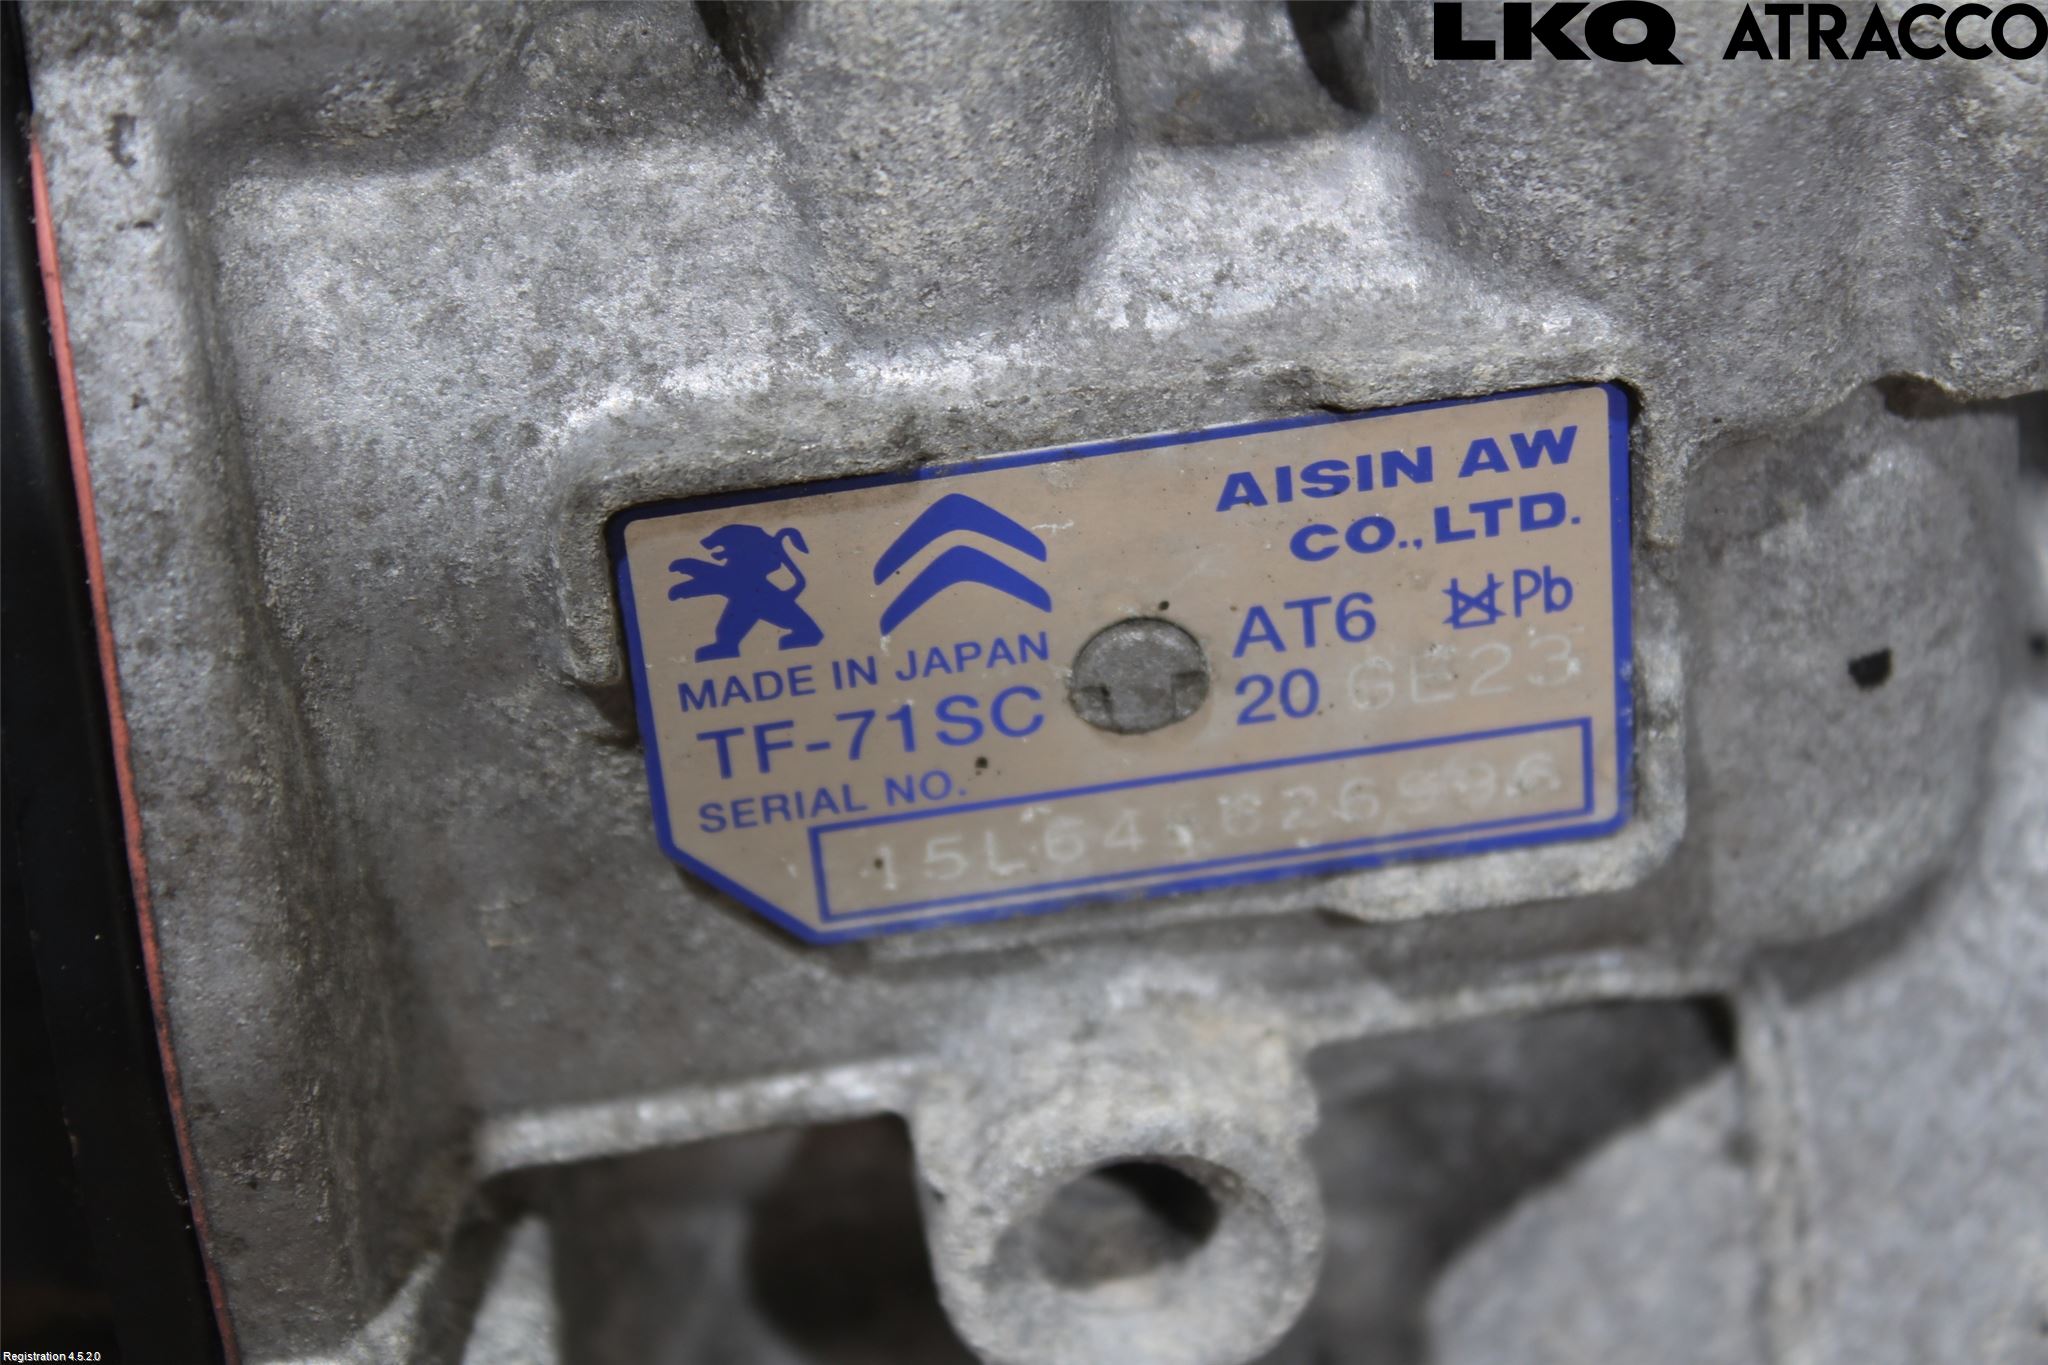 LKQ ATRACCO
AISIN AW
CO., LTD.
MADE IN JAPAN
AT6 Pb
TF-71SC
20 GE23
SERIAL NO.
Registration 4.5.2.0